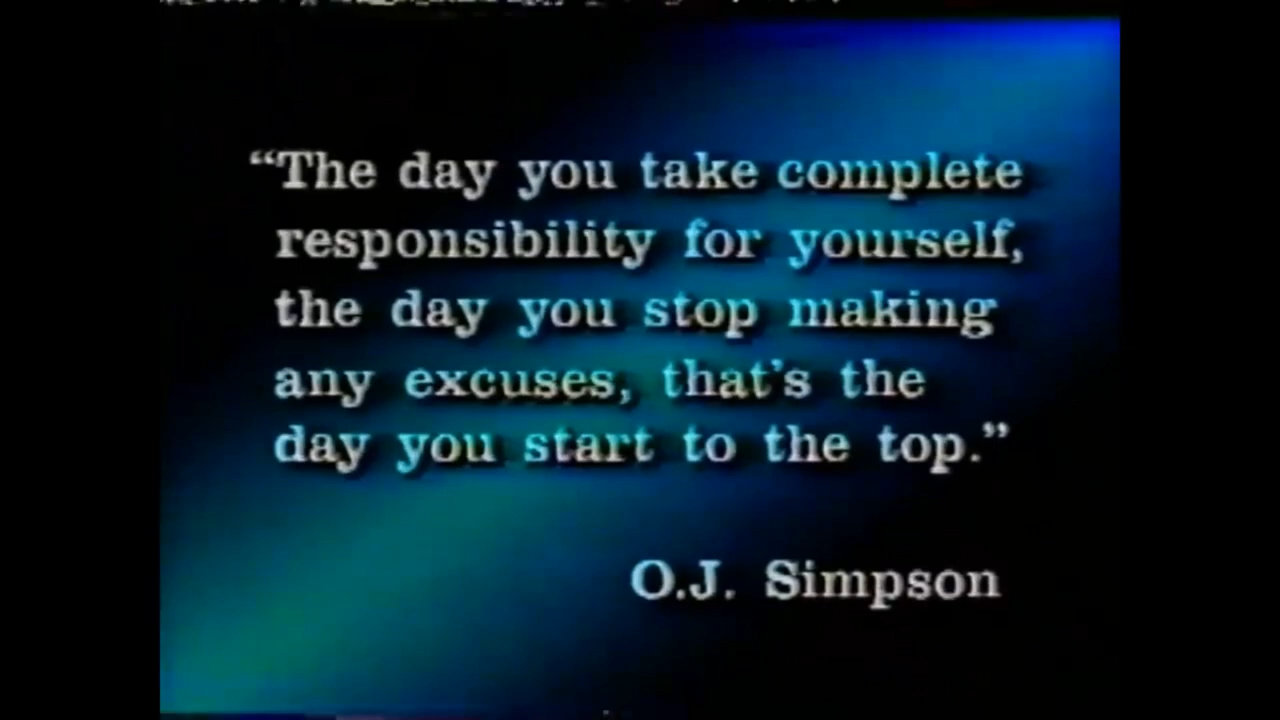 “The day you take complete
responsibility for yourself,
the day you stop making
any excuses, that’s the
day you start to the top.”
O.J. Simpson